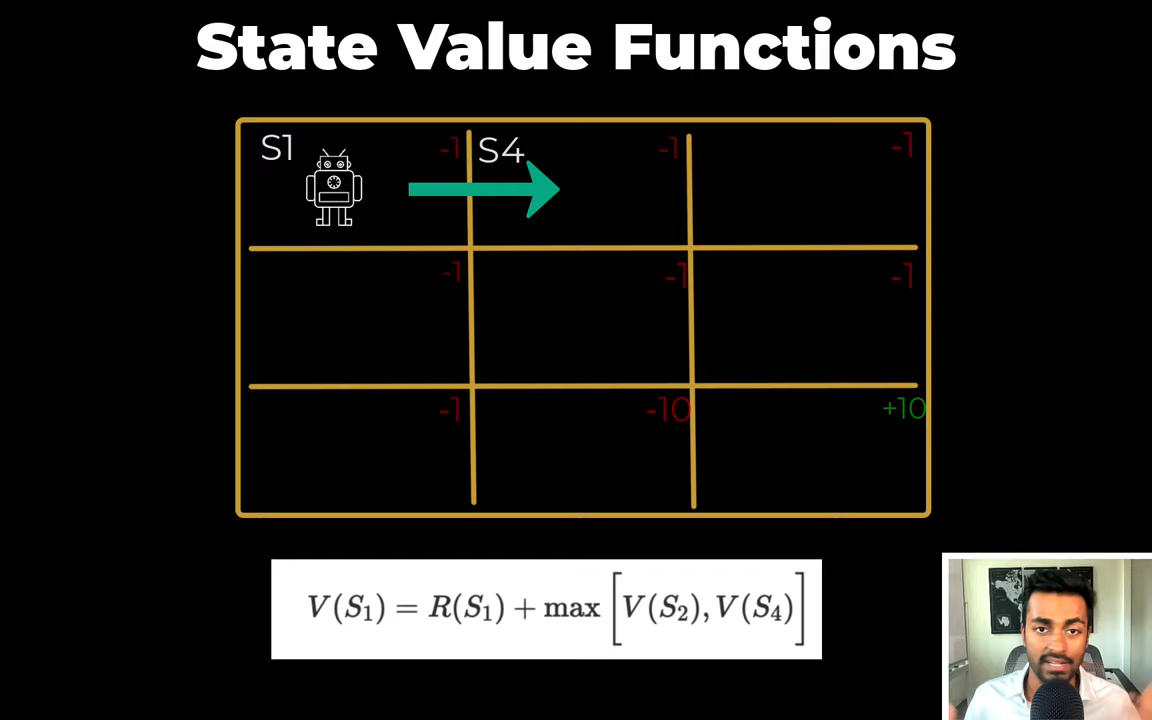 State Value Functions
S1 -1 S4 -1 -1
-1 -1 -1
-1 -10 +10
V(S₁) = R(S₁) + max [V(S₂), V(S₄)]